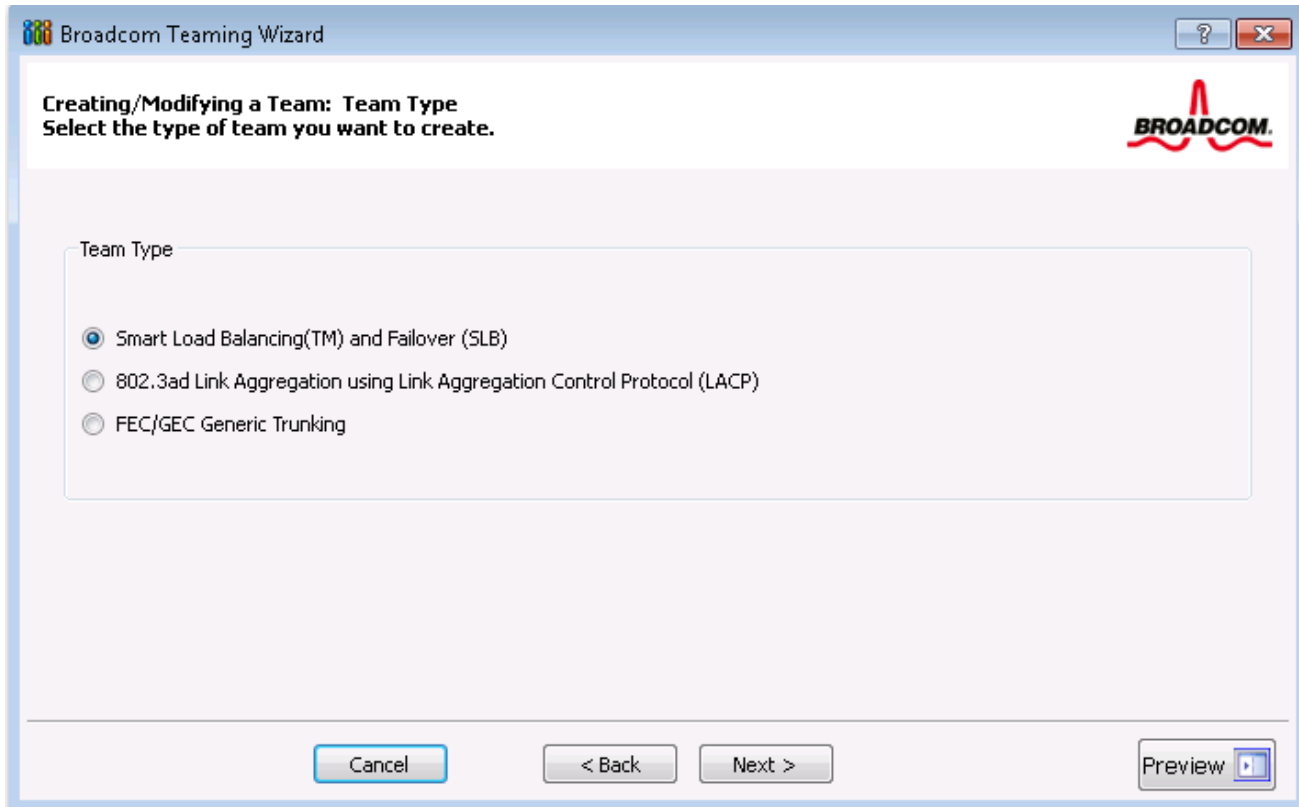 Broadcom Teaming Wizard
?
Creating/Modifying a Team: Team Type
Select the type of team you want to create.
BROADCOM.
Team Type
Smart Load Balancing(TM) and Failover (SLB)
802.3ad Link Aggregation using Link Aggregation Control Protocol (LACP)
FEC/GEC Generic Trunking
Cancel
< Back
Next >
Preview